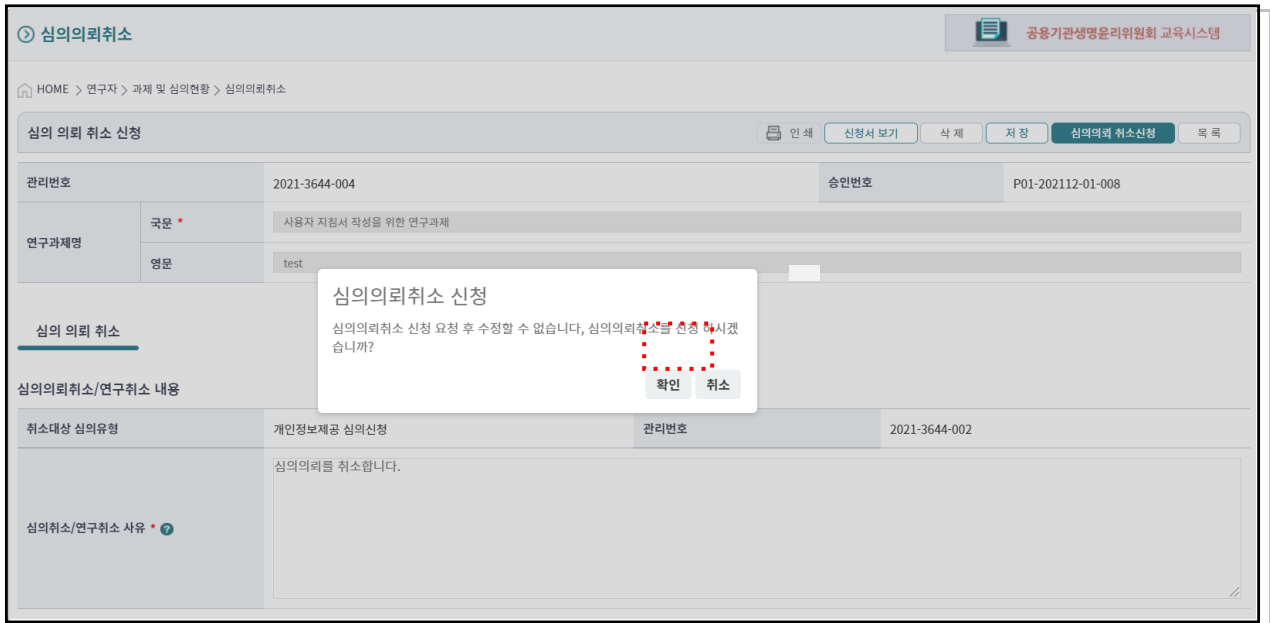 심의의뢰취소
공용기관생명윤리위원회 교육시스템
HOME > 연구자 > 과제 및 심의현황 > 심의의뢰취소
심의 의뢰 취소 신청
인 쇄
신청서 보기
삭 제
저 장
심의의뢰 취소신청
목 록
관리번호
2021-3644-004
승인번호
P01-202112-01-008
연구과제명
국문 *
사용자 지침서 작성을 위한 연구과제
영문
test
심의의뢰취소 신청
심의의뢰취소 신청 요청 후 수정할 수 없습니다, 심의의뢰취소를 신청 하시겠
습니까?
확인
취소
심의 의뢰 취소
심의의뢰취소/연구취소 내용
취소대상 심의유형
개인정보제공 심의신청
관리번호
2021-3644-002
심의취소/연구취소 사유 * ?
심의의뢰를 취소합니다.